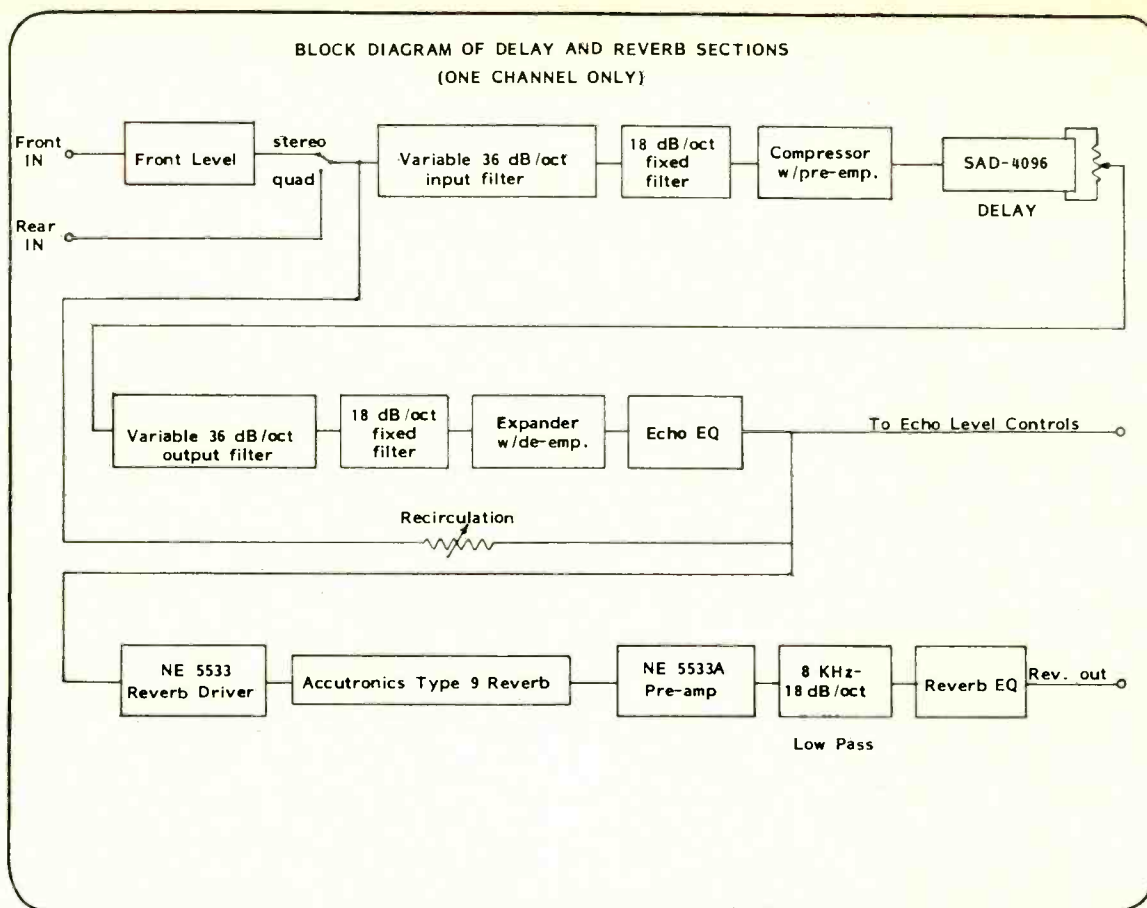 BLOCK DIAGRAM OF DELAY AND REVERB SECTIONS
(ONE CHANNEL ONLY)
Front
IN
Front Level
stereo
quad
Rear
IN
Variable 36 dB/oct
input filter
18 dB/oct
fixed
filter
Compressor
w/pre-emp.
SAD-4096
DELAY
Variable 36 dB/oct
output filter
18 dB/oct
fixed
filter
Expander
w/de-emp.
Echo EQ
To Echo Level Controls
Recirculation
NE 5533
Reverb Driver
Accutronics Type 9 Reverb
NE 5533A
Pre-amp
8 KHz-
18 dB/oct
Low Pass
Reverb EQ
Rev. out